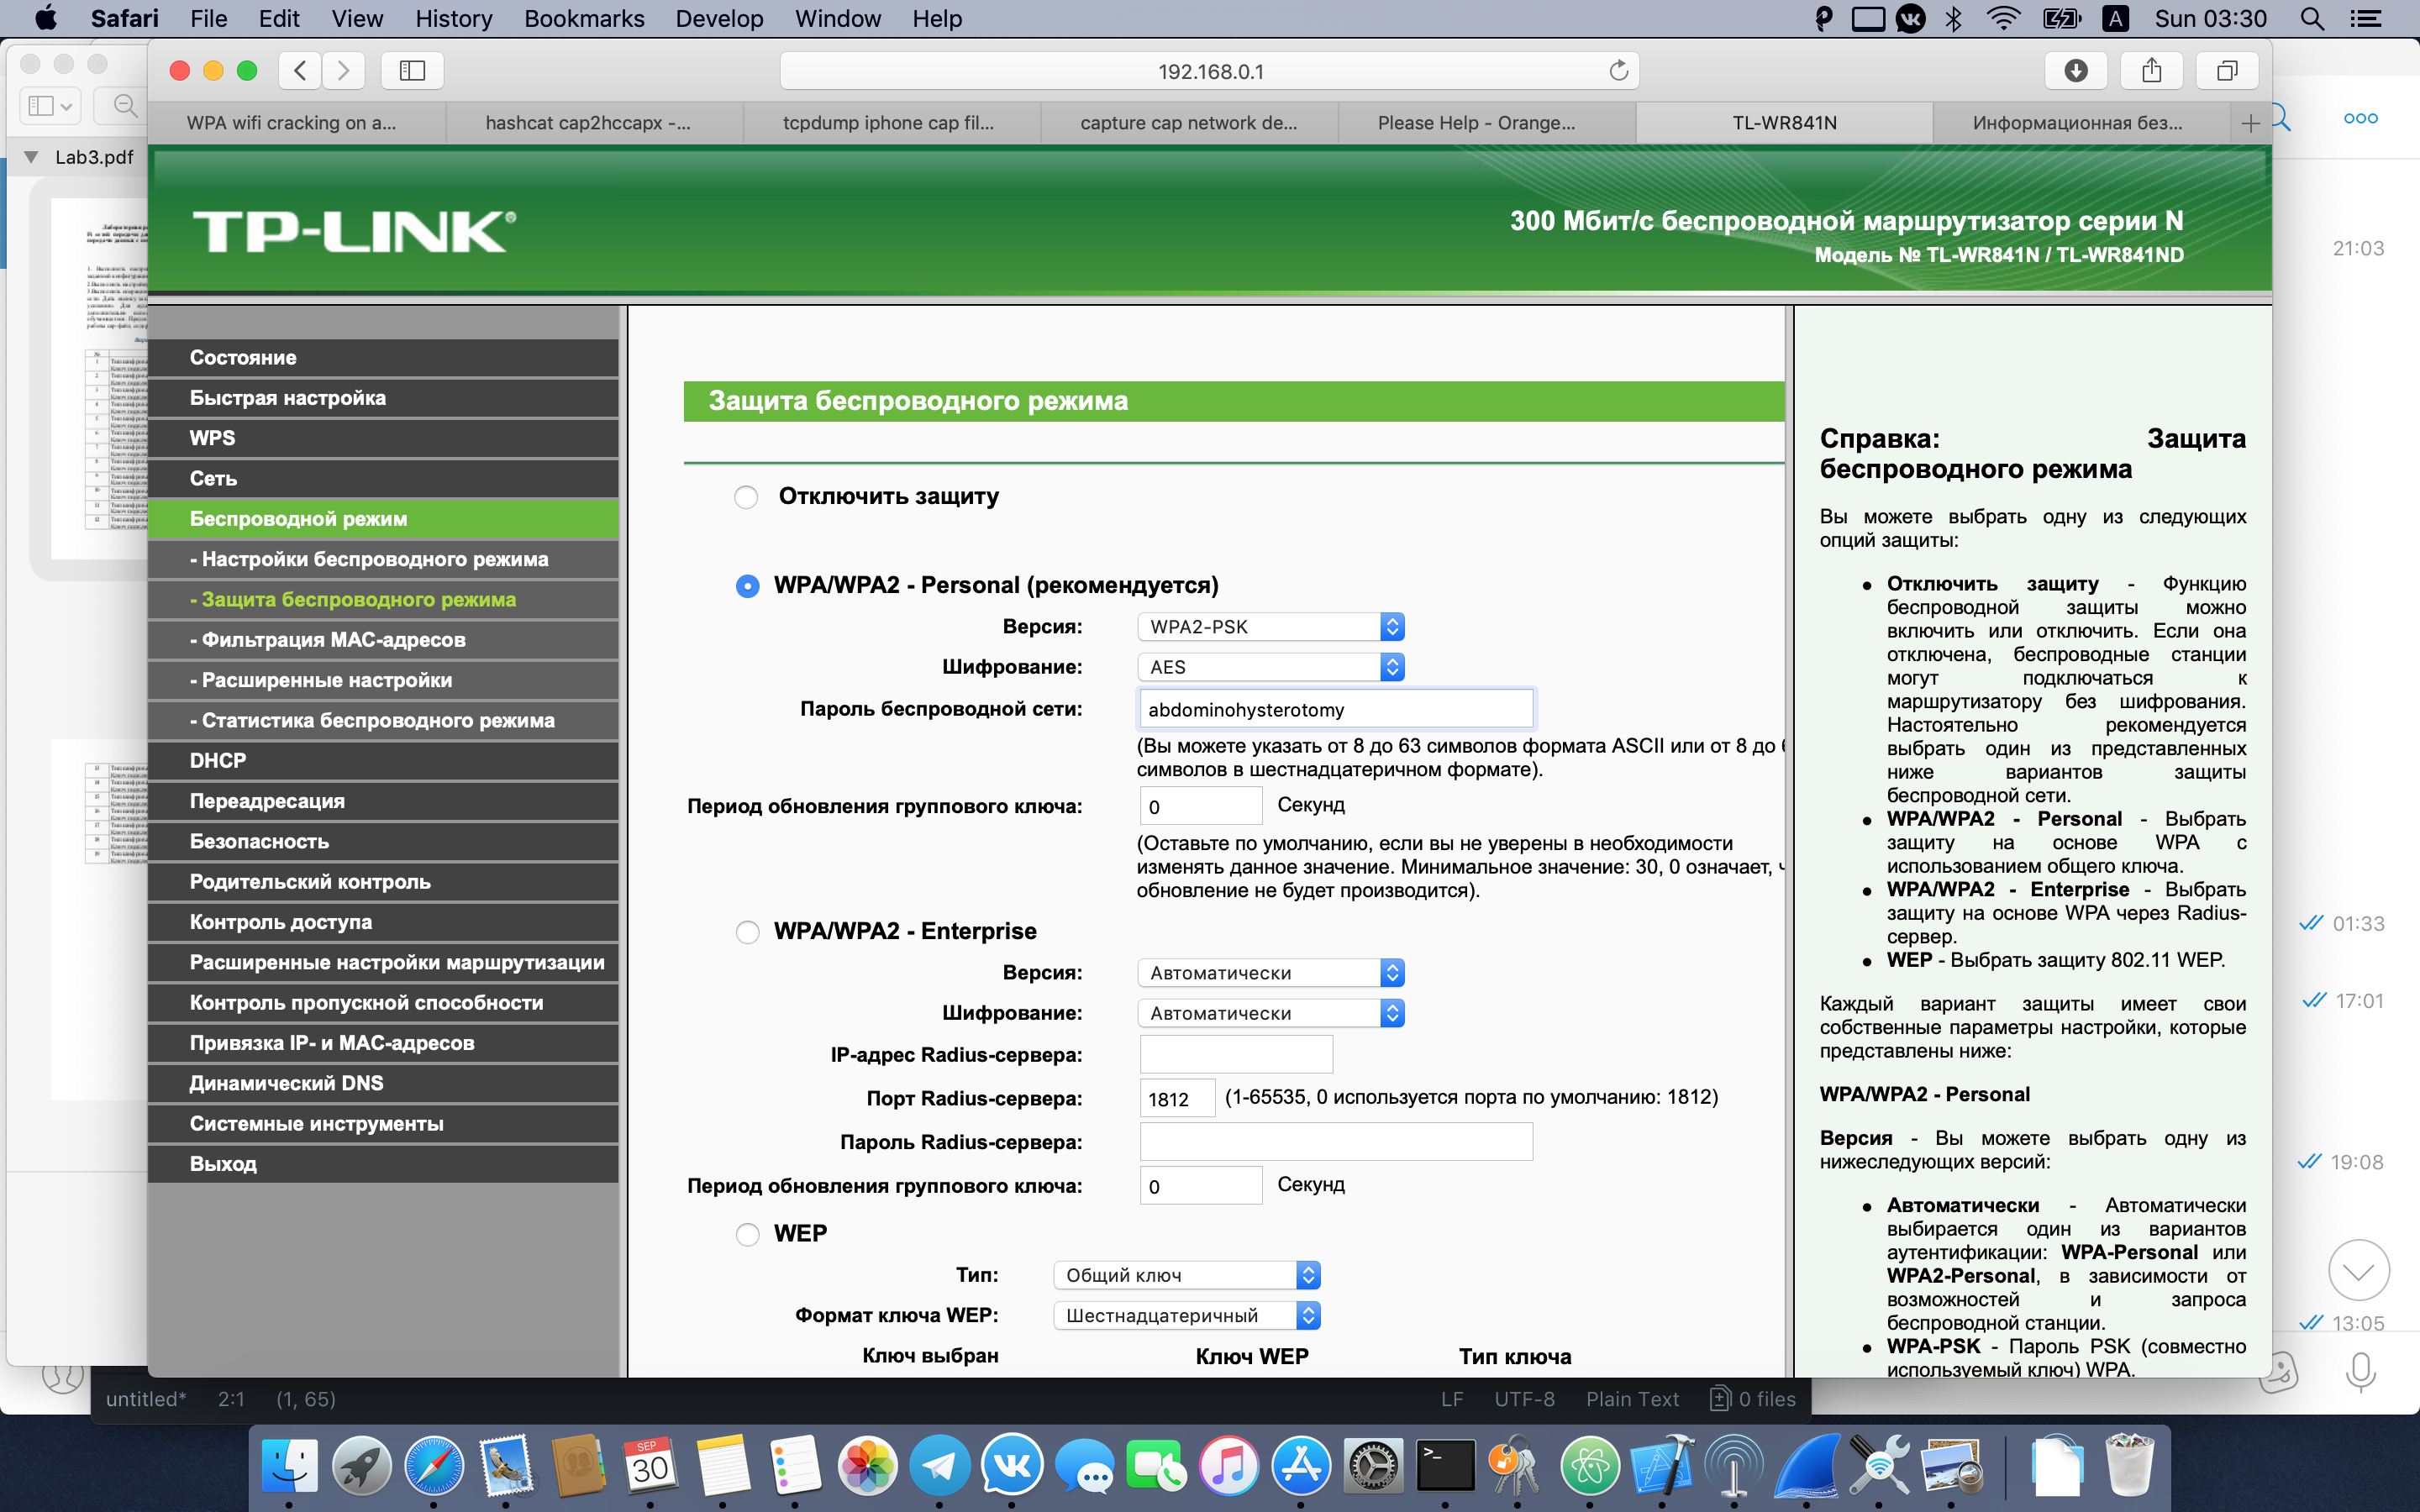 Safari File Edit View History Bookmarks Develop Window Help
A Sun 03:30
192.168.0.1
WPA wifi cracking on a...
hashcat cap2hccapx -...
tcpdump iphone cap fil...
capture cap network de...
Please Help - Orange...
TL-WR841N
Информационная без...
Lab3.pdf
TP-LINK®
300 Мбит/с беспроводной маршрутизатор серии N
Модель № TL-WR841N / TL-WR841ND
Состояние
Быстрая настройка
WPS
Сеть
Беспроводной режим
- Настройки беспроводного режима
- Защита беспроводного режима
- Фильтрация MAC-адресов
- Расширенные настройки
- Статистика беспроводного режима
DHCP
Переадресация
Безопасность
Родительский контроль
Контроль доступа
Расширенные настройки маршрутизации
Контроль пропускной способности
Привязка IP- и MAC-адресов
Динамический DNS
Системные инструменты
Выход
Защита беспроводного режима
Отключить защиту
WPA/WPA2 - Personal (рекомендуется)
Версия: WPA2-PSK
Шифрование: AES
Пароль беспроводной сети: abdominohysterotomy
(Вы можете указать от 8 до 63 символов формата ASCII или от 8 до
символов в шестнадцатеричном формате).
Период обновления группового ключа: 0 Секунд
(Оставьте по умолчанию, если вы не уверены в необходимости
изменять данное значение. Минимальное значение: 30, 0 означает,
обновление не будет производится).
WPA/WPA2 - Enterprise
Версия: Автоматически
Шифрование: Автоматически
IP-адрес Radius-сервера:
Порт Radius-сервера: 1812 (1-65535, 0 используется порта по умолчанию: 1812)
Пароль Radius-сервера:
Период обновления группового ключа: 0 Секунд
WEP
Тип: Общий ключ
Формат ключа WEP: Шестнадцатеричный
Ключ выбран Ключ WEP Тип ключа
Справка: Защита
беспроводного режима
Вы можете выбрать одну из следующих
опций защиты:
Отключить защиту - Функцию
беспроводной защиты можно
включить или отключить. Если она
отключена, беспроводные станции
могут подключаться к
маршрутизатору без шифрования.
Настоятельно рекомендуется
выбрать один из представленных
ниже вариантов защиты
беспроводной сети.
WPA/WPA2 - Personal - Выбрать
защиту на основе WPA с
использованием общего ключа.
WPA/WPA2 - Enterprise - Выбрать
защиту на основе WPA через Radius-
сервер.
WEP - Выбрать защиту 802.11 WEP.
Каждый вариант защиты имеет свои
собственные параметры настройки, которые
представлены ниже:
WPA/WPA2 - Personal
Версия - Вы можете выбрать одну из
нижеследующих версий:
Автоматически - Автоматически
выбирается один из вариантов
аутентификации: WPA-Personal или
WPA2-Personal, в зависимости от
возможностей и запроса
беспроводной станции.
WPA-PSK - Пароль PSK (совместно
используемый ключ) WPA.
21:03
01:33
17:01
19:08
13:05
untitled* 2:1 (1, 65) LF UTF-8 Plain Text 0 files
SEP
30